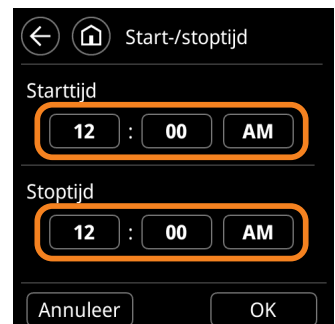 Start-/stoptijd
Starttijd
12 : 00 AM
Stoptijd
12 : 00 AM
Annuleer OK